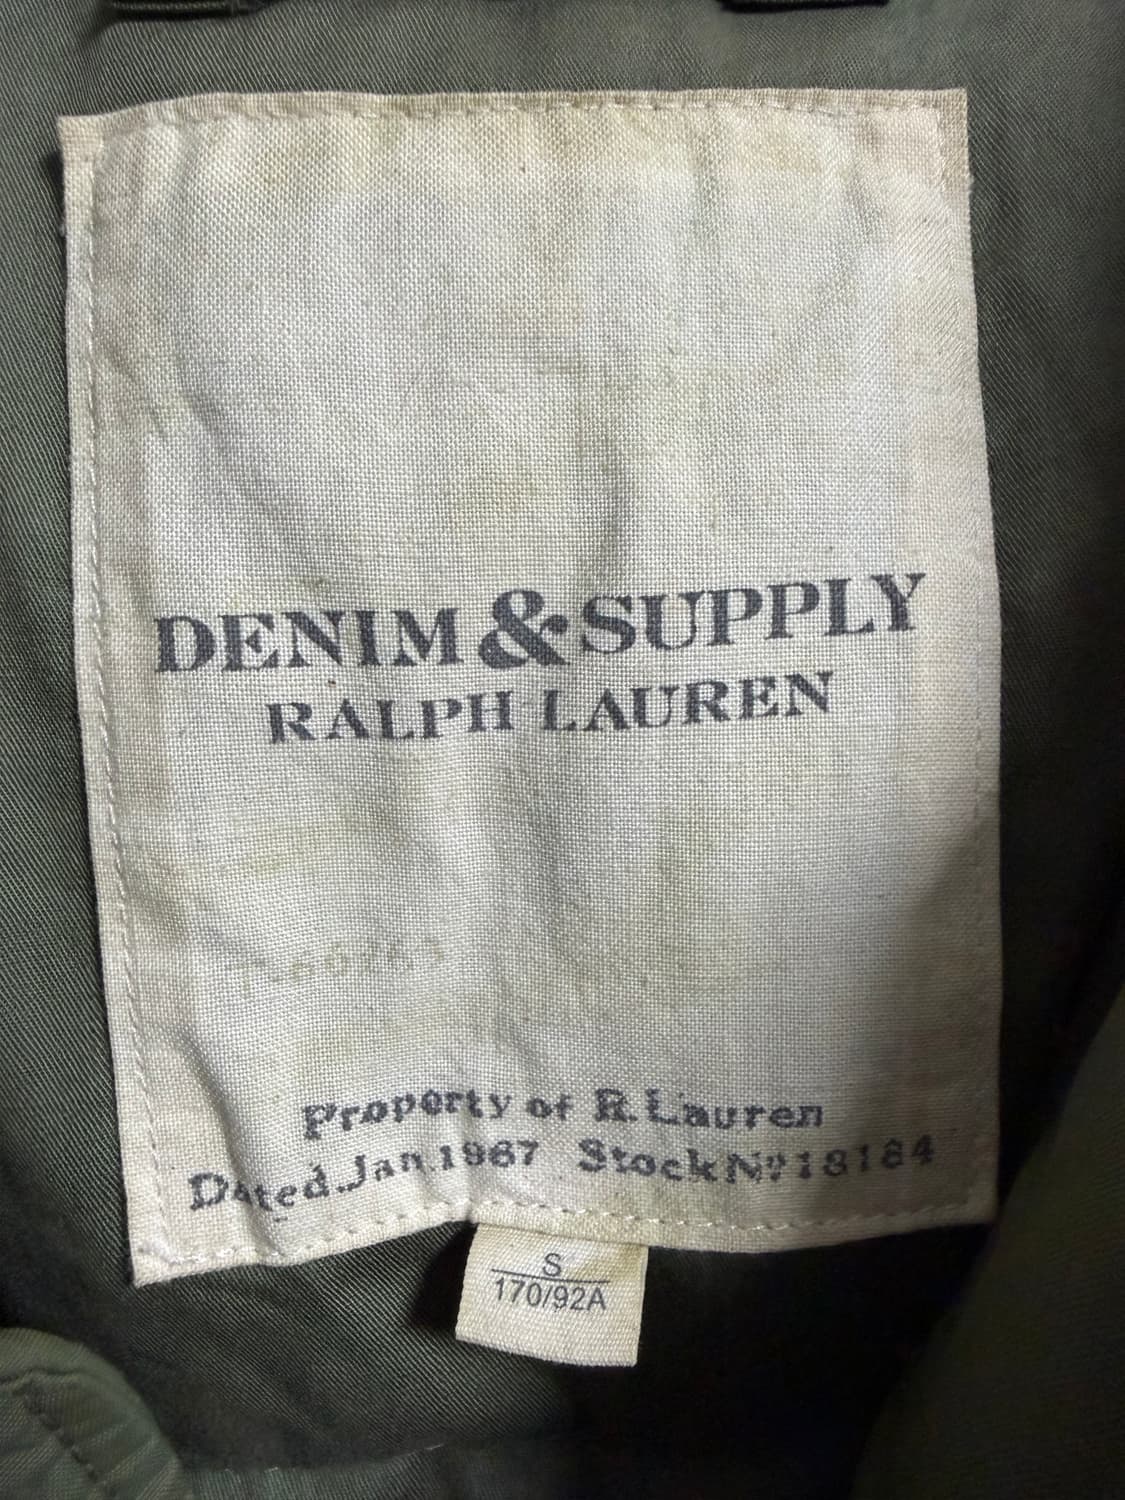 DENIM & SUPPLY
RALPH LAUREN
Property of R. Lauren
Dated Jan. 1967 Stock Nº 18184
S
170/92A